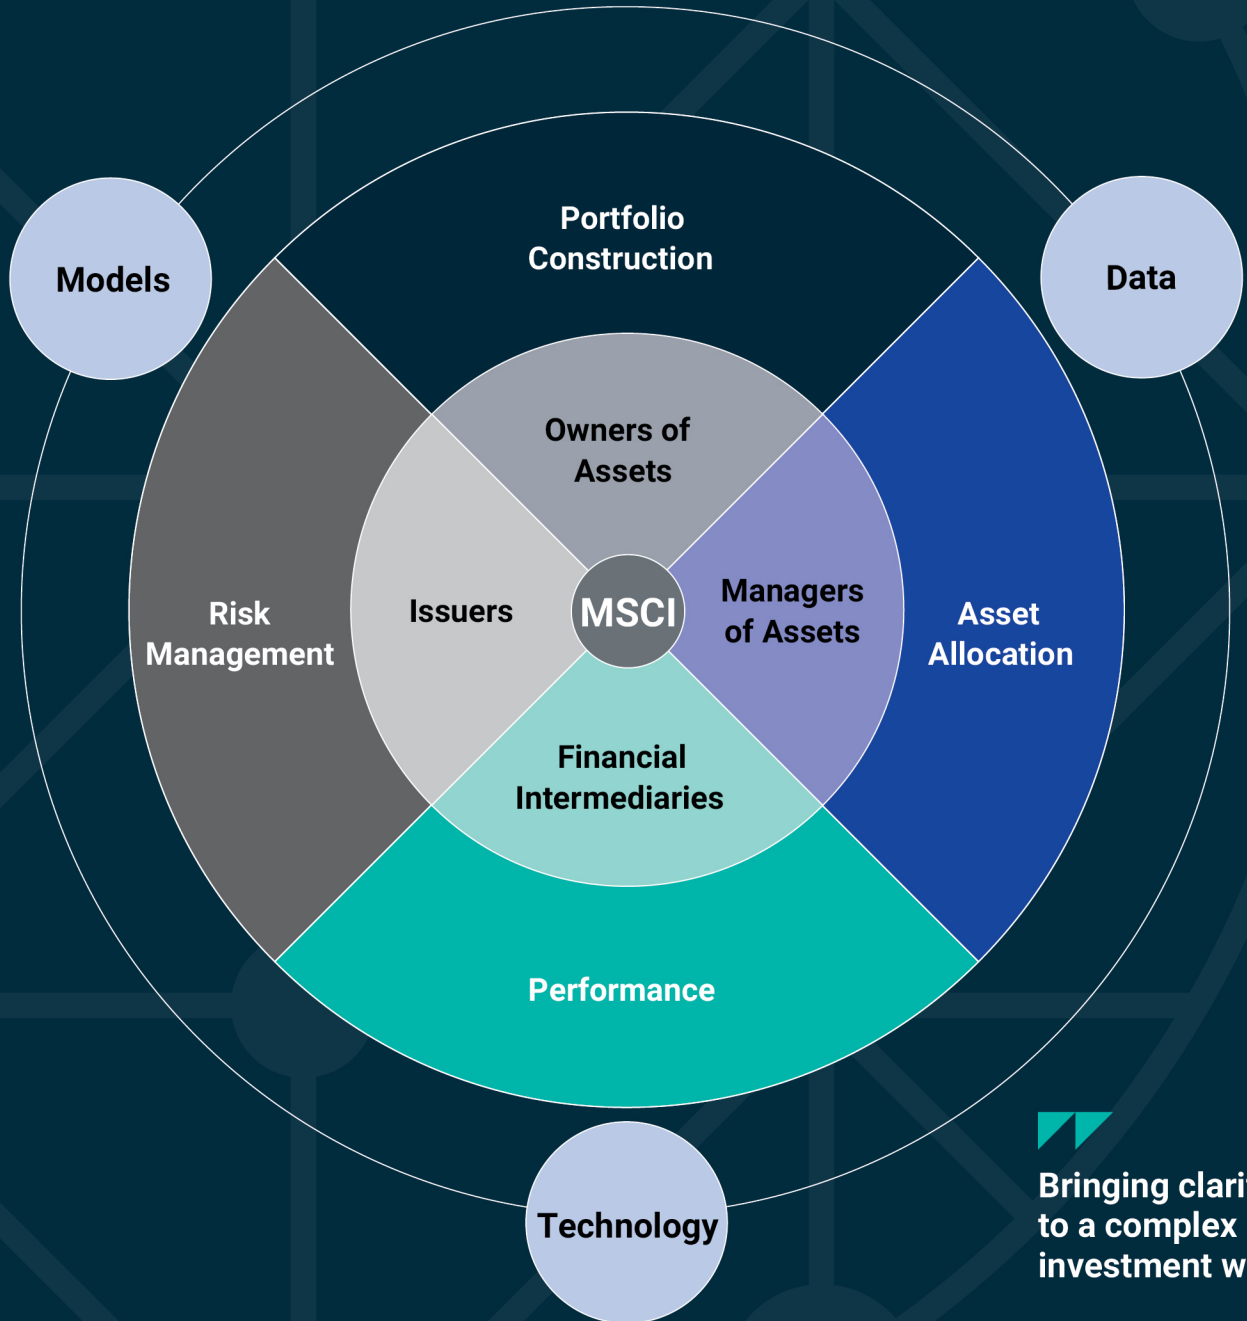 Portfolio
Construction
Models
Data
Owners of
Assets
Risk
Management
Issuers
MSCI
Managers
of Assets
Asset
Allocation
Financial
Intermediaries
Performance
Technology
Bringing
to a complex
investment